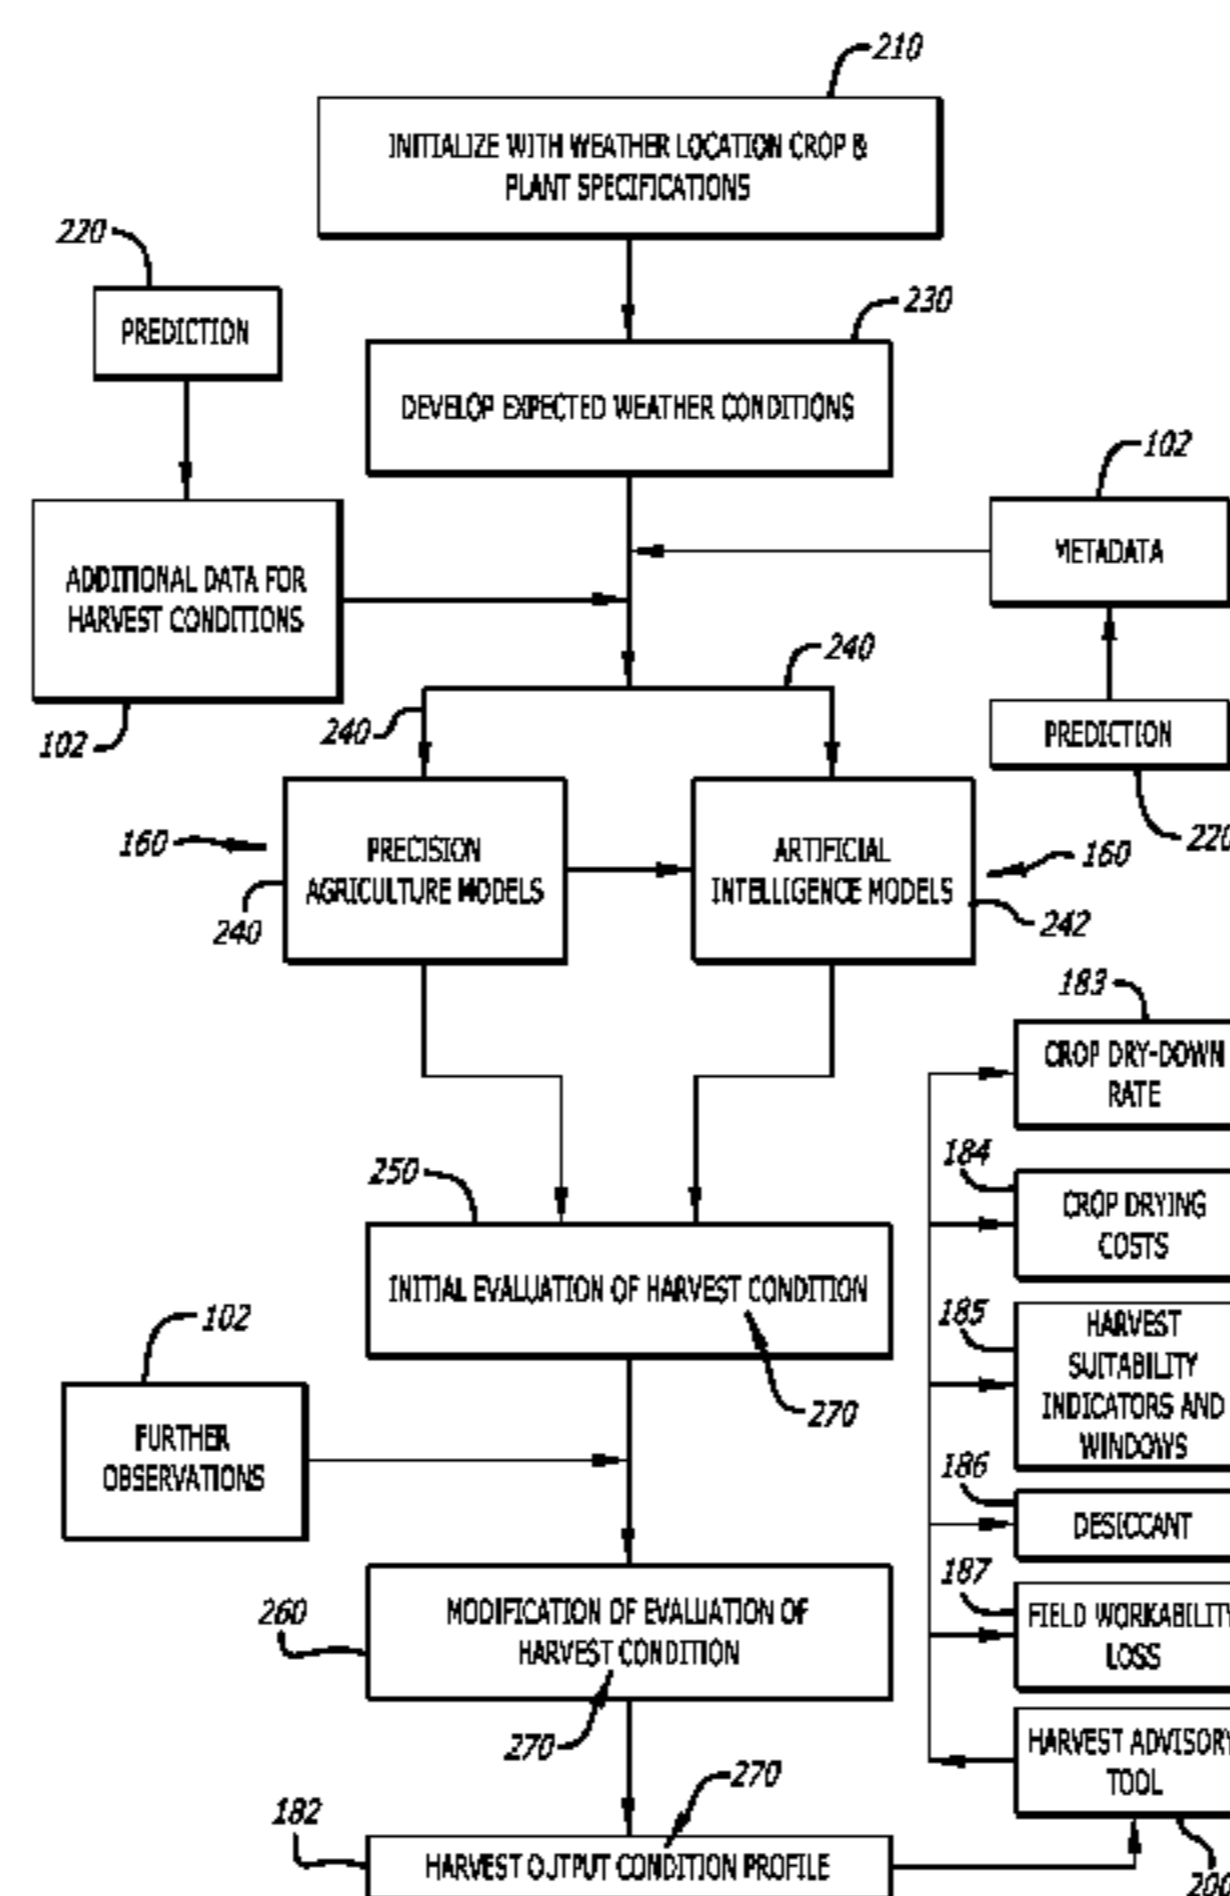 210
INITIALIZE WITH WEATHER LOCATION CROP &
PLANT SPECIFICATIONS
220
PREDICTION
230
DEVELOP EXPECTED WEATHER CONDITIONS
102
METADATA
ADDITIONAL DATA FOR
HARVEST CONDITIONS
102
240
240
PREDICTION
220
160
PRECISION
AGRICULTURE MODELS
240
ARTIFICIAL
INTELLIGENCE MODELS
160
242
183
CROP DRY-DOWN
RATE
184
CROP DRYING
COSTS
250
INITIAL EVALUATION OF HARVEST CONDITION
270
185
HARVEST
SUITABILITY
INDICATORS AND
WINDOWS
102
FURTHER
OBSERVATIONS
186
DESICCANT
187
FIELD WORKABILITY
LOSS
260
MODIFICATION OF EVALUATION OF
HARVEST CONDITION
270
HARVEST ADVISORY
TOOL
200
270
182
HARVEST OUTPUT CONDITION PROFILE